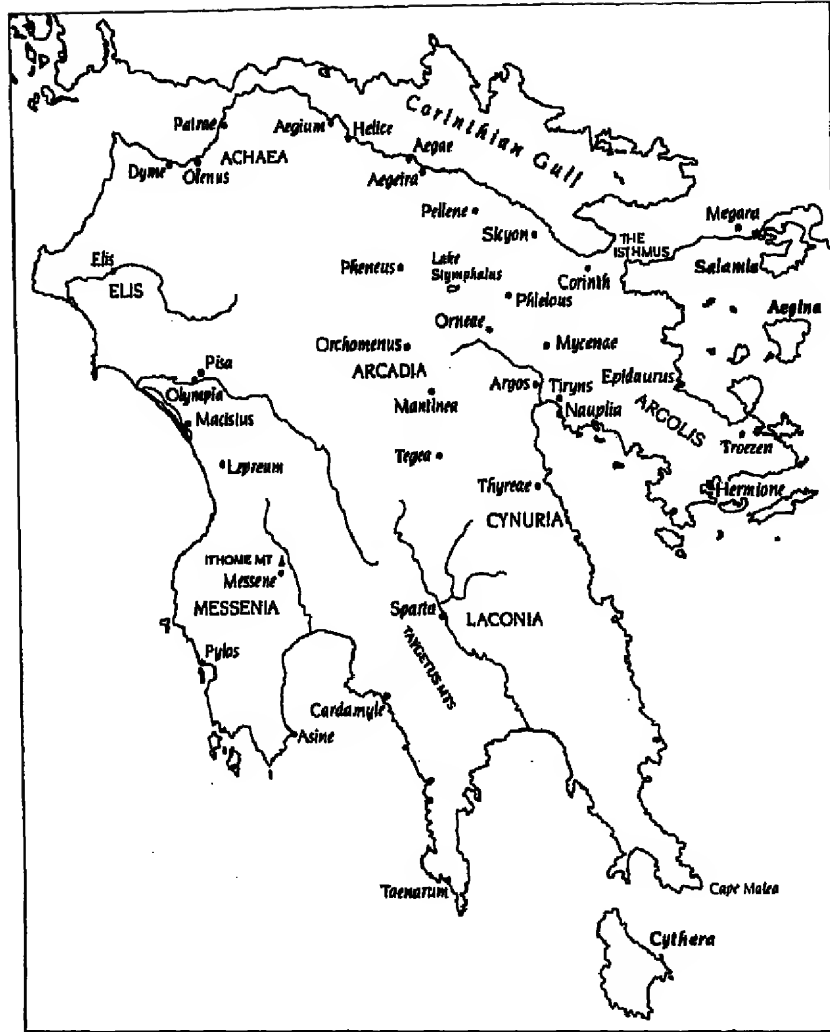 Corinthian Gulf
Patrae
Aegium
Helice
ACHAEA
Aegae
Dyme
Olenus
Aegeira
Pellene
Megara
Sicyon
THE
ISTHMUS
Elis
Pheneus
Lake
Stymphalus
Corinth
Salamis
ELIS
Phleious
Aegina
Orneae
Orchomenus
Mycenae
Pisa
ARCADIA
Olympia
Argos
Tiryns
Epidaurus
Mantinea
Nauplia
ARGOLIS
Macistus
Troezen
Tegea
Lepreum
Thyreae
Hermione
CYNURIA
ITHOME MT
Messene
MESSENIA
Sparta
LACONIA
TAYGETUS MTS
Pylos
Cardamyle
Asine
Taenarum
Cape Malea
Cythera